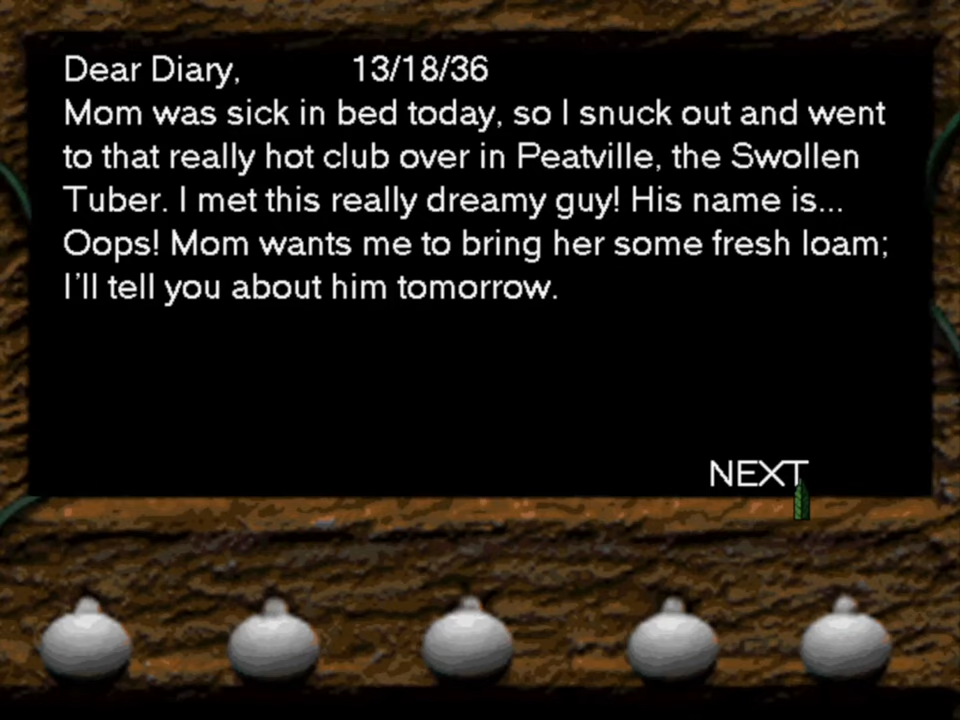 Dear Diary, 13/18/36
Mom was sick in bed today, so I snuck out and went
to that really hot club over in Peatville, the Swollen
Tuber. I met this really dreamy guy! His name is...
Oops! Mom wants me to bring her some fresh loam;
I'll tell you about him tomorrow.
NEXT